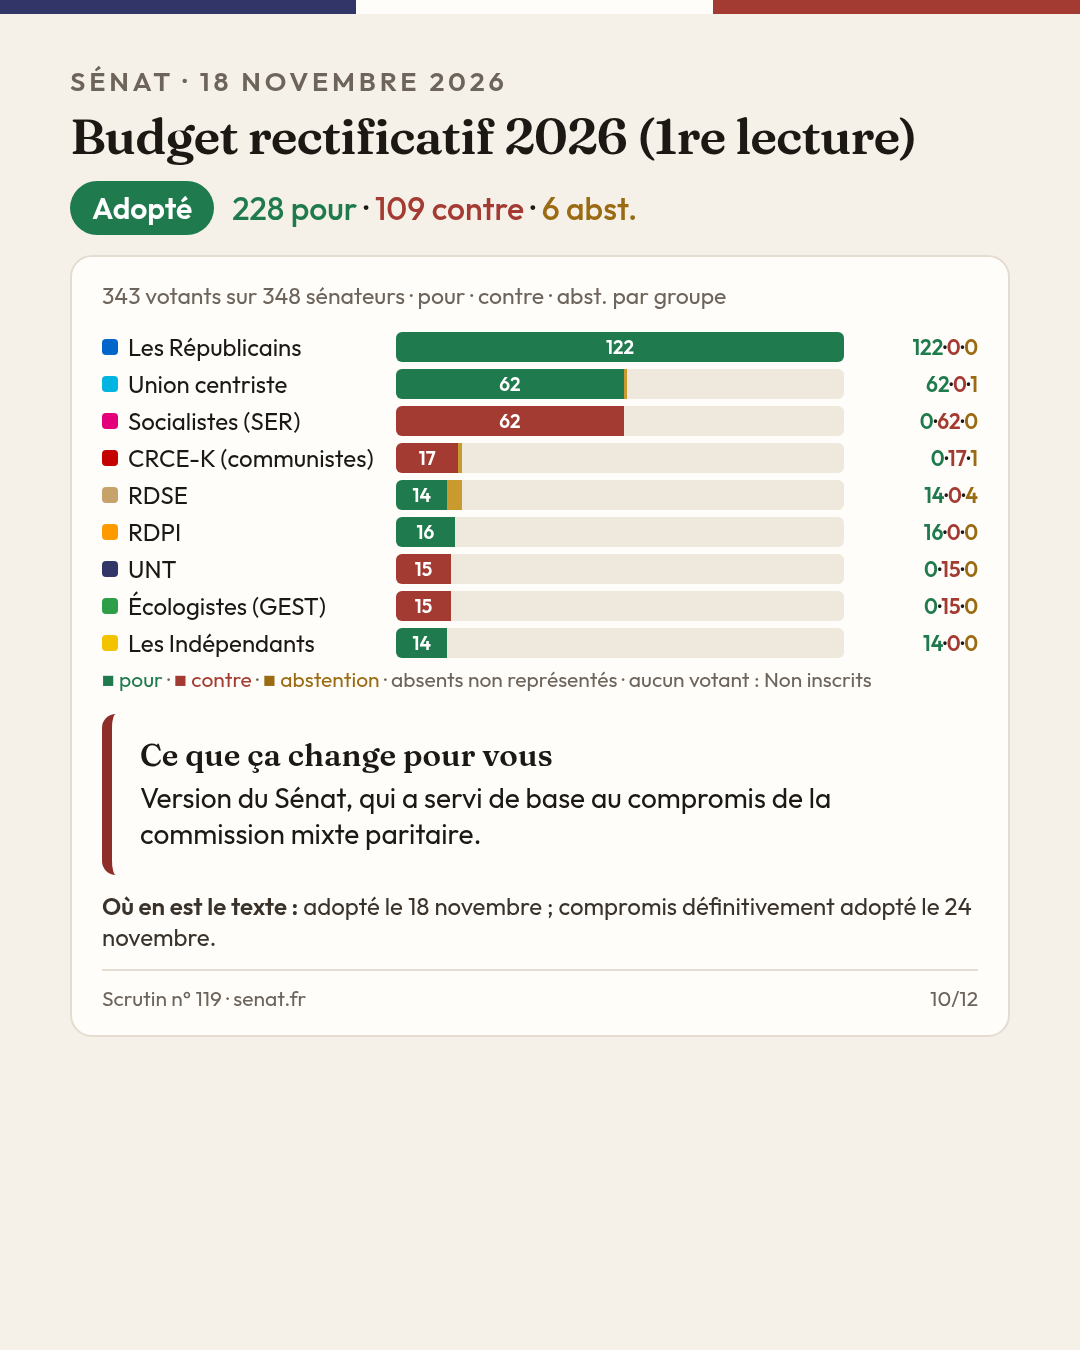 SÉNAT · 18 NOVEMBRE 2026
Budget rectificatif 2026 (1re lecture)
Adopté 228 pour · 109 contre · 6 abst.
343 votants sur 348 sénateurs · pour · contre · abst. par groupe
Les Républicains 122 122·0·0
Union centriste 62 62·0·1
Socialistes (SER) 62 0·62·0
CRCE-K (communistes) 17 0·17·1
RDSE 14 14·0·4
RDPI 16 16·0·0
UNT 15 0·15·0
Écologistes (GEST) 15 0·15·0
Les Indépendants 14 14·0·0
■ pour · ■ contre · ■ abstention · absents non représentés · aucun votant : Non inscrits
Ce que ça change pour vous
Version du Sénat, qui a servi de base au compromis de la
commission mixte paritaire.
Où en est le texte : adopté le 18 novembre ; compromis définitivement adopté le 24
novembre.
Scrutin n° 119 · senat.fr 10/12